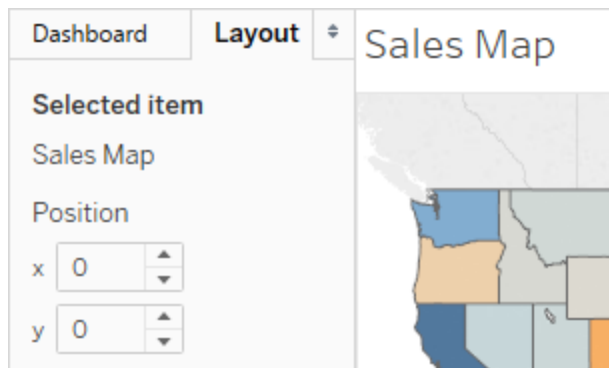 Dashboard Layout
Sales Map
Selected item
Sales Map
Position
x 0
y 0